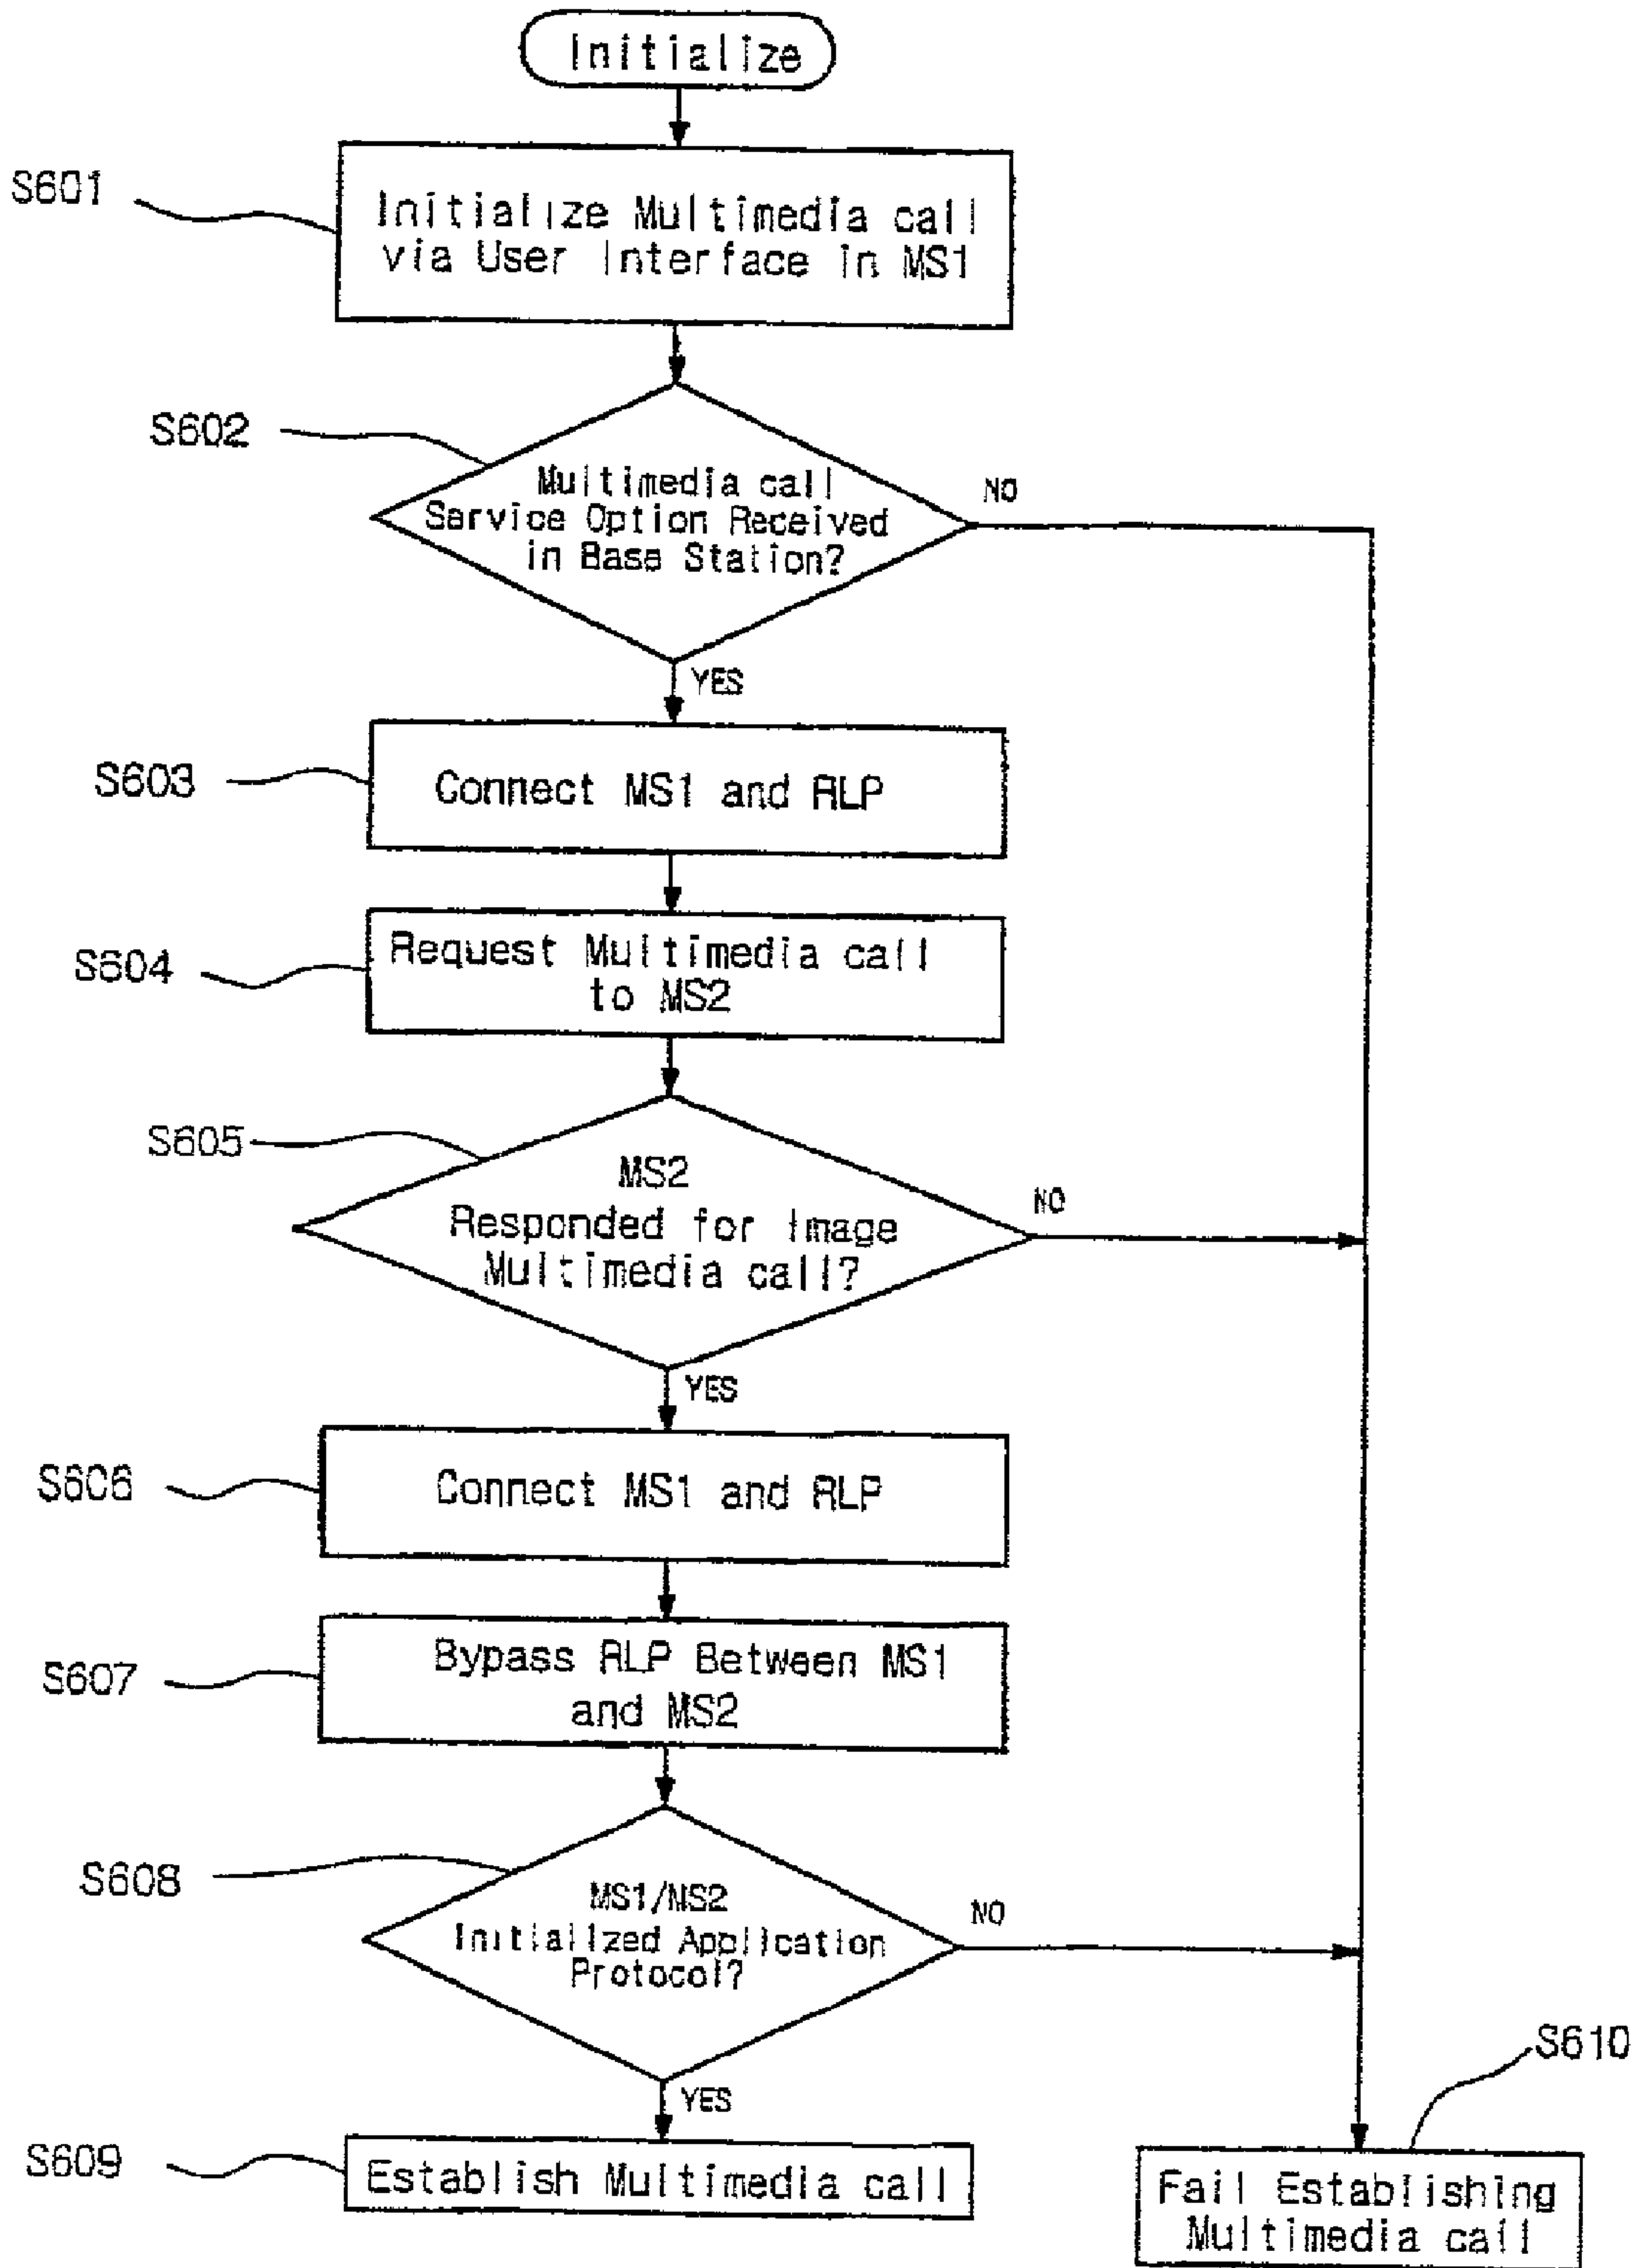 Initialize
S601
Initialize Multimedia call
via User Interface in MS1
S602
Multimedia call
Service Option Received
in Base Station?
NO
YES
S603
Connect MS1 and RLP
S604
Request Multimedia call
to MS2
S605
MS2
Responded for Image
Multimedia call?
NO
YES
S606
Connect MS1 and RLP
S607
Bypass RLP Between MS1
and MS2
S608
MS1/MS2
Initialized Application
Protocol?
NO
YES
S609
Establish Multimedia call
S610
Fail Establishing
Multimedia call